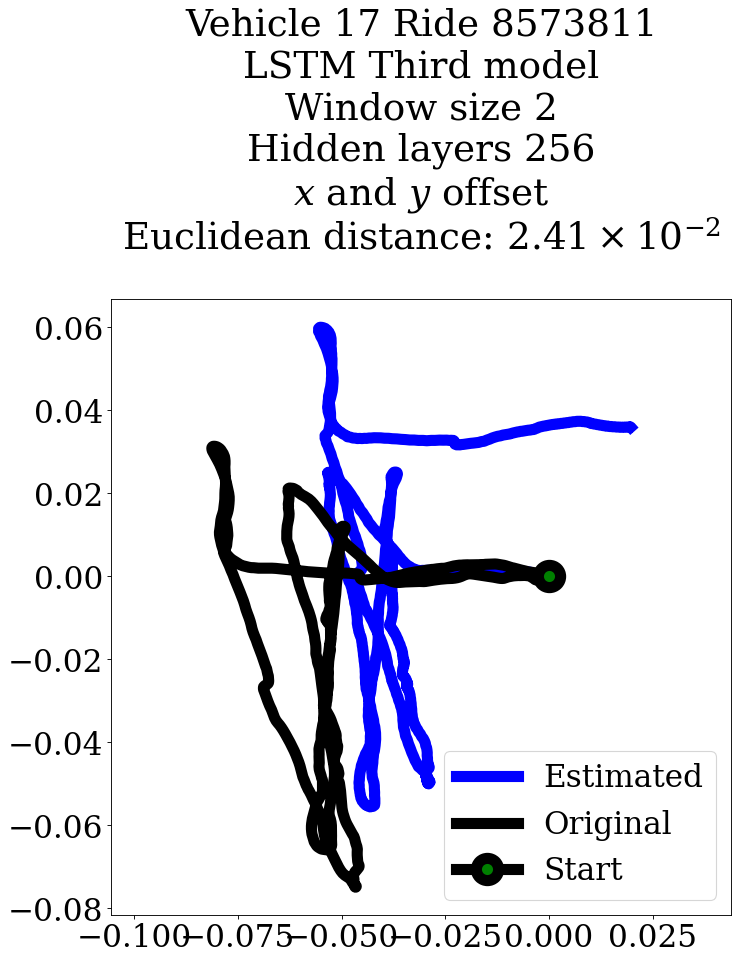 Vehicle 17 Ride 8573811
LSTM Third model
Window size 2
Hidden layers 256
x and y offset
Euclidean distance: 2.41 × 10⁻²
0.06
0.04
0.02
0.00
−0.02
−0.04
−0.06
−0.08
−0.100 −0.075 −0.050 −0.025 0.000 0.025
Estimated
Original
Start